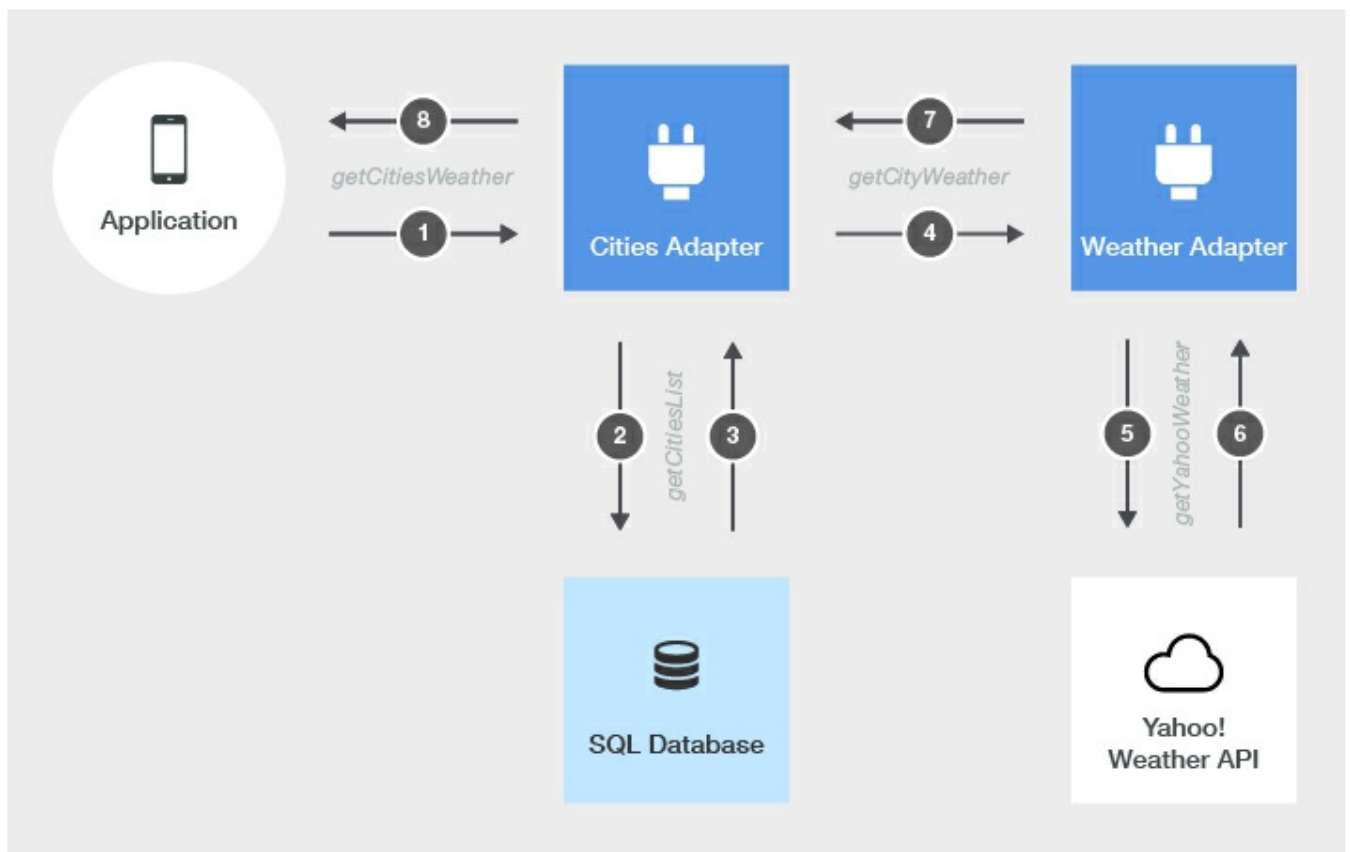 8
7
getCitiesWeather
getCityWeather
Application
1
4
Cities Adapter
Weather Adapter
getCitiesList
getYahooWeather
2
3
5
6
SQL Database
Yahoo!
Weather API